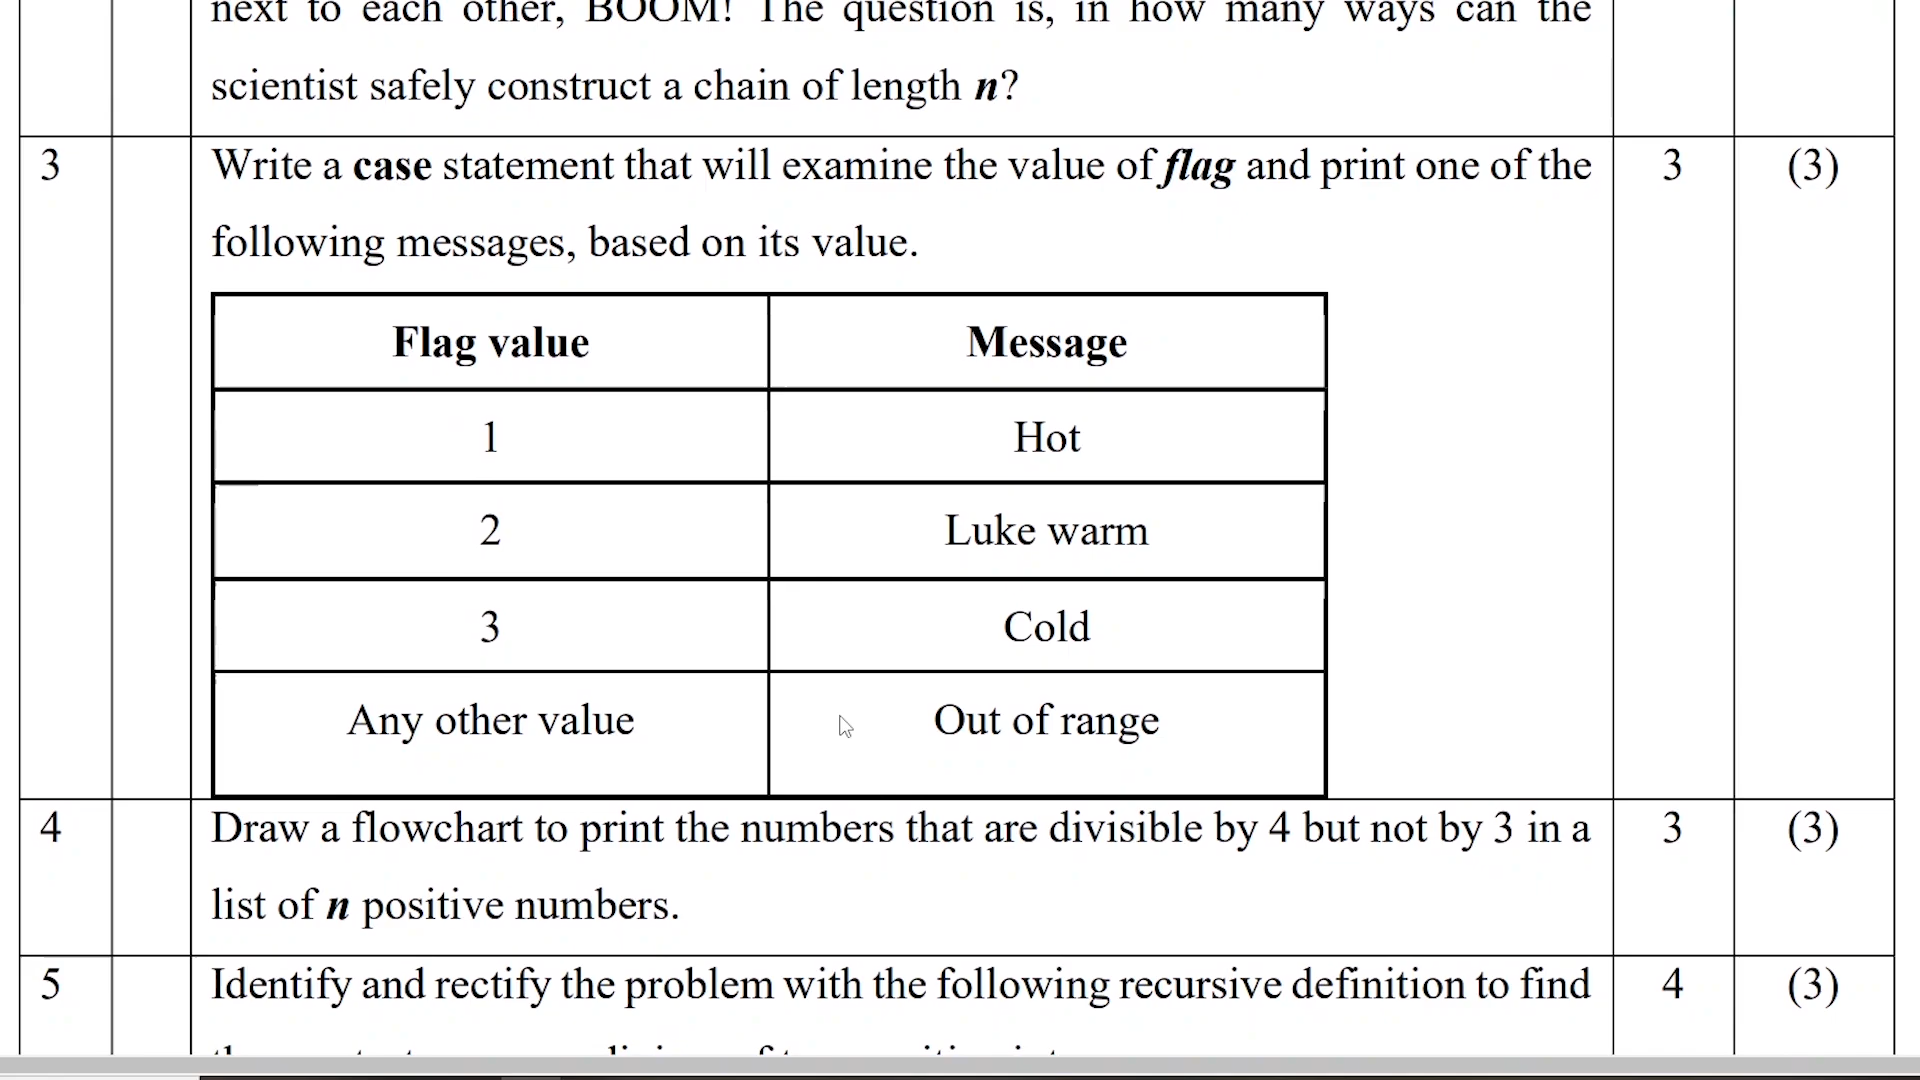 next to each other, BOOM! The question is, in how many ways can the
scientist safely construct a chain of length n?
3 Write a case statement that will examine the value of flag and print one of the 3 (3)
following messages, based on its value.
Flag value Message
1 Hot
2 Luke warm
3 Cold
Any other value Out of range
4 Draw a flowchart to print the numbers that are divisible by 4 but not by 3 in a 3 (3)
list of n positive numbers.
5 Identify and rectify the problem with the following recursive definition to find 4 (3)